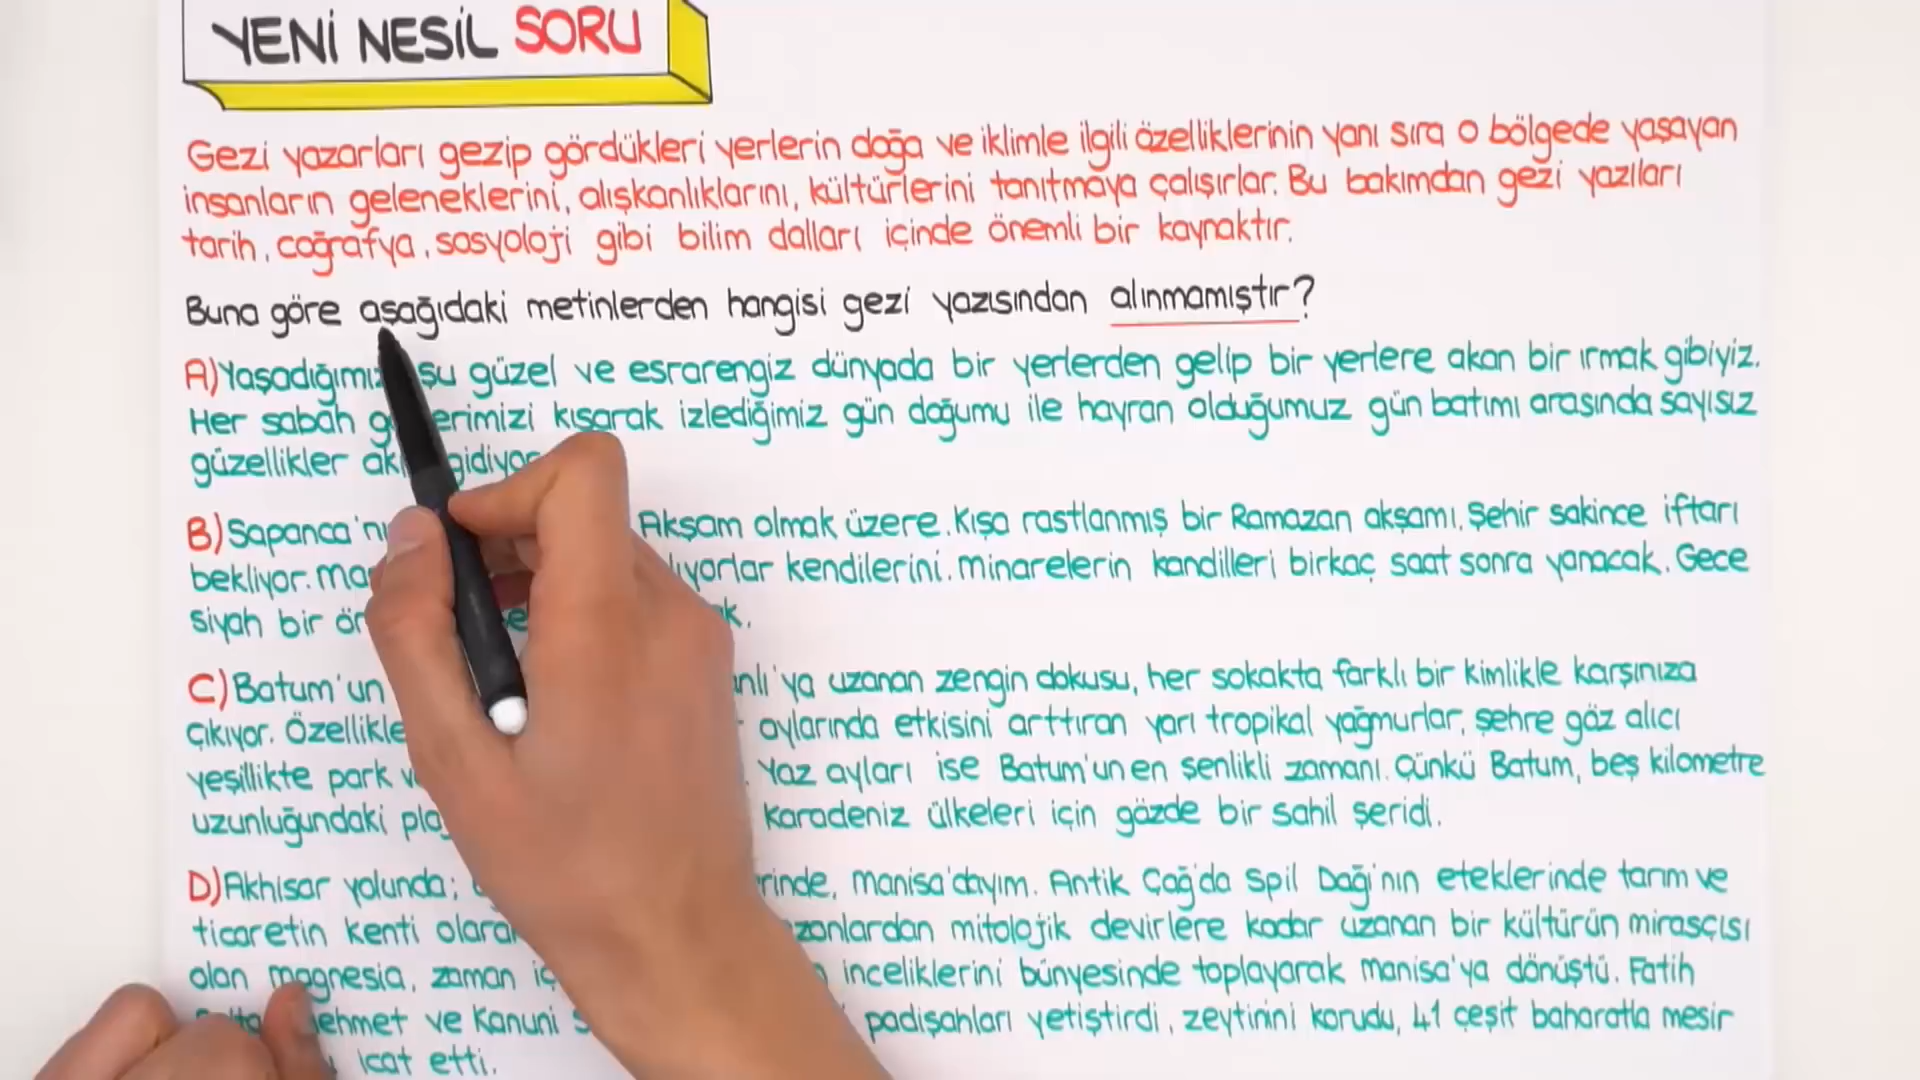 YENİ NESİL SORU
Gezi yazarları gezip gördükleri yerlerin doğa ve iklimle ilgili özelliklerinin yanı sıra o bölgede yaşayan
insanların geleneklerini, alışkanlıklarını, kültürlerini tanıtmaya çalışırlar. Bu bakımdan gezi yazıları
tarih, coğrafya, sosyoloji gibi bilim dalları içinde önemli bir kaynaktır.
Buna göre aşağıdaki metinlerden hangisi gezi yazısından alınmamıştır?
A) Yaşadığımız şu güzel ve esrarengiz dünyada bir yerlerden gelip bir yerlere akan bir ırmak gibiyiz.
Her sabah kısarak izlediğimiz gün doğumu ile hayran olduğumuz gün batımı arasında sayısız
güzellikler gidiyor
B) Sapanca'nı Akşam olmak üzere. Kışa rastlanmış bir Ramazan akşamı. Şehir sakince iftarı
bekliyor. kendilerini. Minarelerin kandilleri birkaç saat sonra yanacak. Gece
siyah bir
C) Batum'un uzanan zengin dokusu, her sokakta farklı bir kimlikle karşınıza
çıkıyor. Özellikle aylarında etkisini arttıran yarı tropikal yağmurlar, şehre göz alıcı
yeşillikte park Yaz ayları ise Batum'un en şenlikli zamanı. Çünkü Batum, beş kilometre
uzunluğundaki Karadeniz ülkeleri için gözde bir sahil şeridi.
D) Akhisar yolunda; Manisa'dayım. Antik Çağ'da Spil Dağı'nın eteklerinde tarım ve
ticaretin kenti mitolojik devirlere kadar uzanan bir kültürün mirasçısı
olan Magnesia, zaman inceliklerini bünyesinde toplayarak Manisa'ya dönüştü. Fatih
ve Kanuni padişahları yetiştirdi, zeytinini korudu, 41 çeşit baharatla mesir
icat etti.